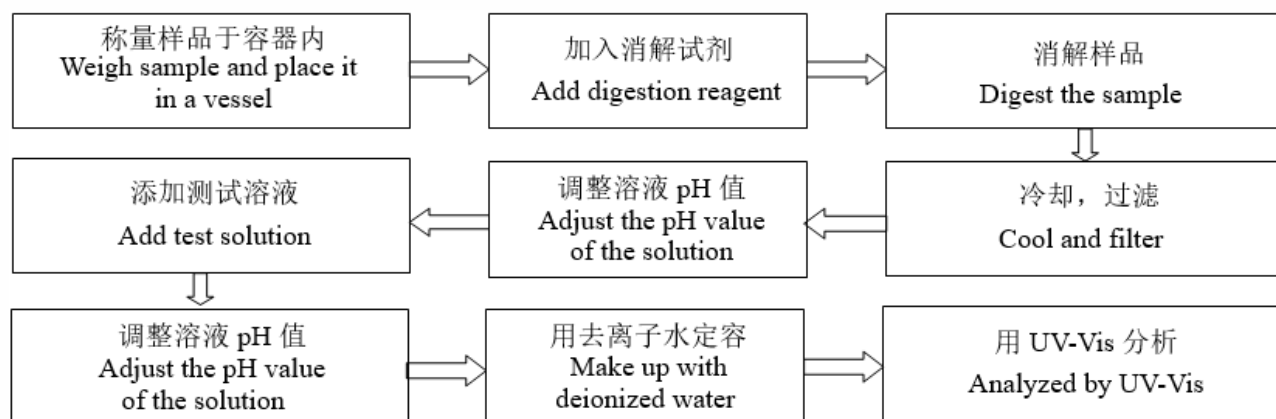 称量样品于容器内
Weigh sample and place it
in a vessel
加入消解试剂
Add digestion reagent
消解样品
Digest the sample
冷却，过滤
Cool and filter
调整溶液 pH 值
Adjust the pH value
of the solution
添加测试溶液
Add test solution
调整溶液 pH 值
Adjust the pH value
of the solution
用去离子水定容
Make up with
deionized water
用 UV-Vis 分析
Analyzed by UV-Vis